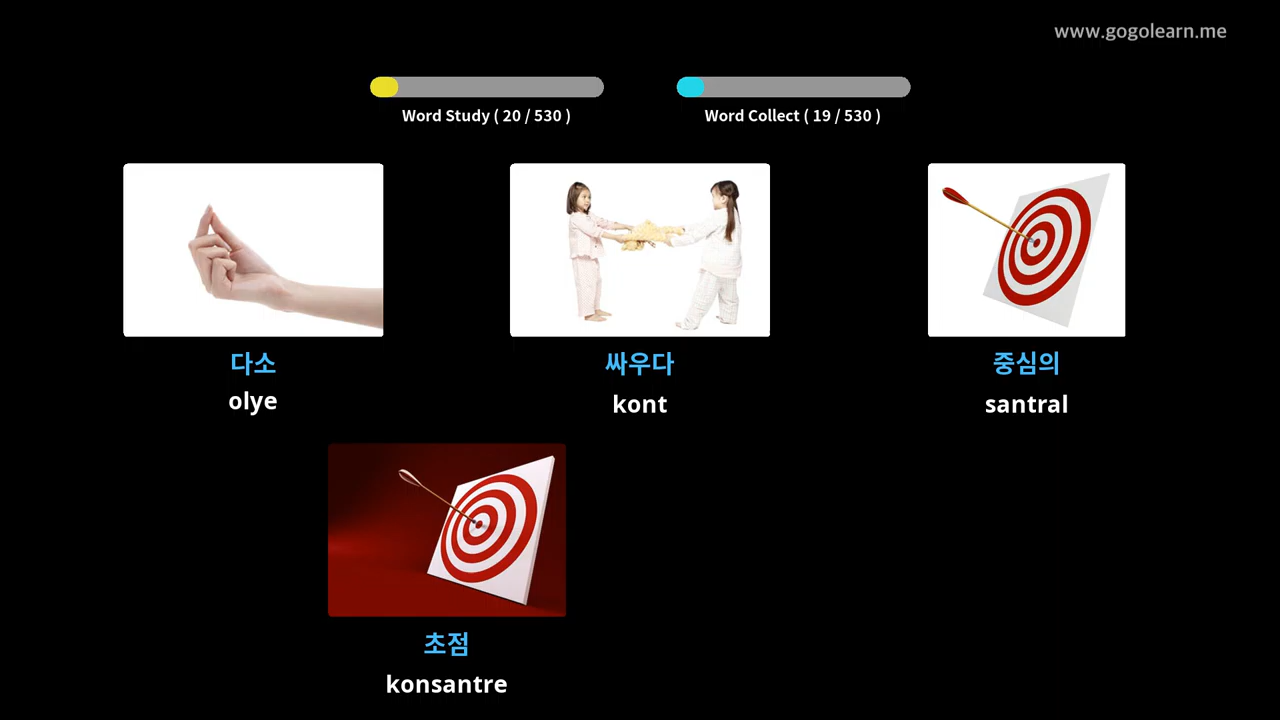 www.gogolearn.me
Word Study ( 20 / 530 )
Word Collect ( 19 / 530 )
다소
olye
싸우다
kont
중심의
santral
초점
konsantre